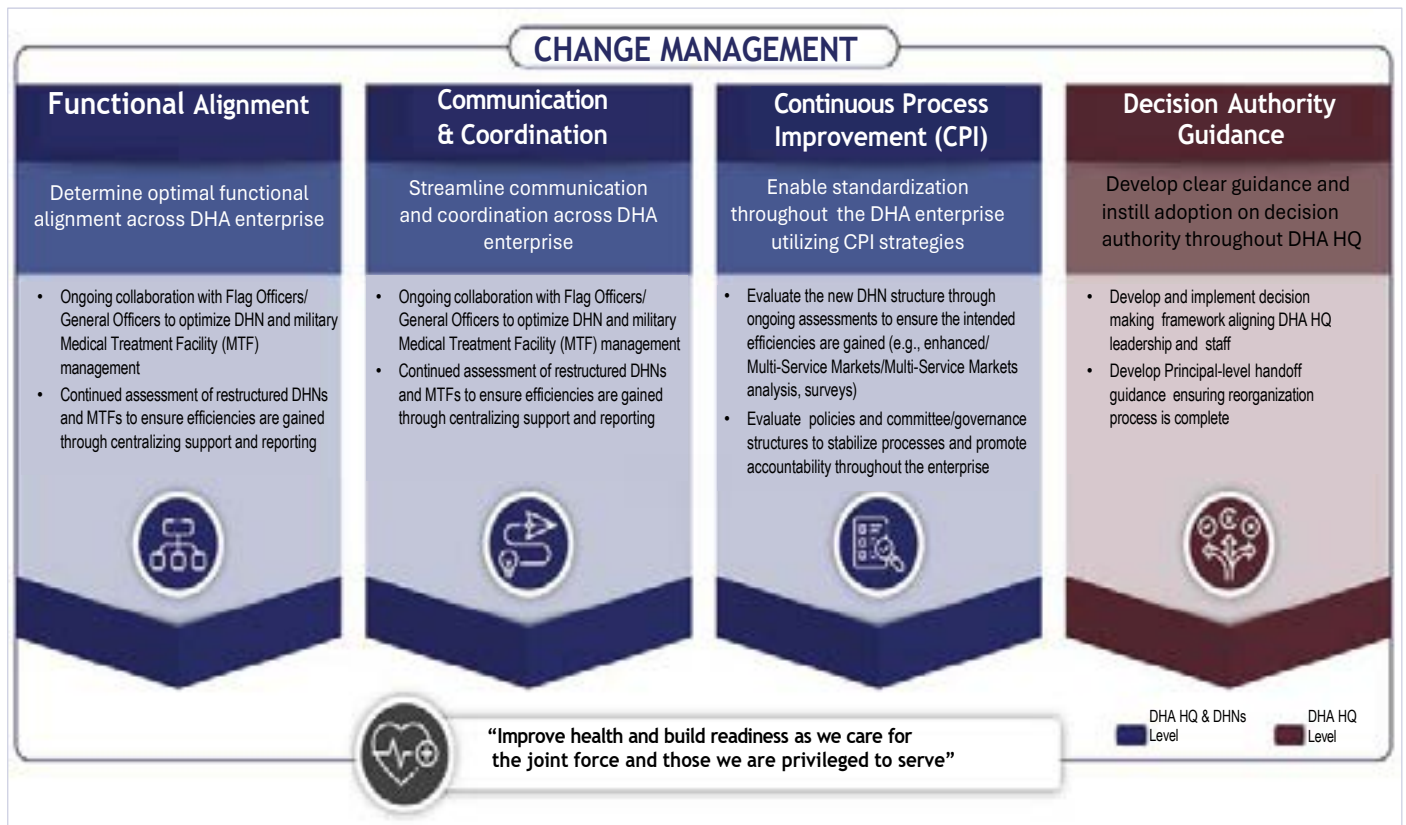 CHANGE MANAGEMENT
Functional Alignment
Determine optimal functional
alignment across DHA enterprise
• Ongoing collaboration with Flag Officers/
General Officers to optimize DHN and military
Medical Treatment Facility (MTF)
management
• Continued assessment of restructured DHNs
and MTFs to ensure efficiencies are gained
through centralizing support and reporting
Communication
& Coordination
Streamline communication
and coordination across DHA
enterprise
• Ongoing collaboration with Flag Officers/
General Officers to optimize DHN and military
Medical Treatment Facility (MTF) management
• Continued assessment of restructured DHNs
and MTFs to ensure efficiencies are gained
through centralizing support and reporting
Continuous Process
Improvement (CPI)
Enable standardization
throughout the DHA enterprise
utilizing CPI strategies
• Evaluate the new DHN structure through
ongoing assessments to ensure the intended
efficiencies are gained (e.g., enhanced/
Multi-Service Markets/Multi-Service Markets
analysis, surveys)
• Evaluate policies and committee/governance
structures to stabilize processes and promote
accountability throughout the enterprise
Decision Authority
Guidance
Develop clear guidance and
instill adoption on decision
authority throughout DHA HQ
• Develop and implement decision
making framework aligning DHA HQ
leadership and staff
• Develop Principal-level handoff
guidance ensuring reorganization
process is complete
“Improve health and build readiness as we care for
the joint force and those we are privileged to serve”
DHA HQ & DHNs
Level
DHA HQ
Level